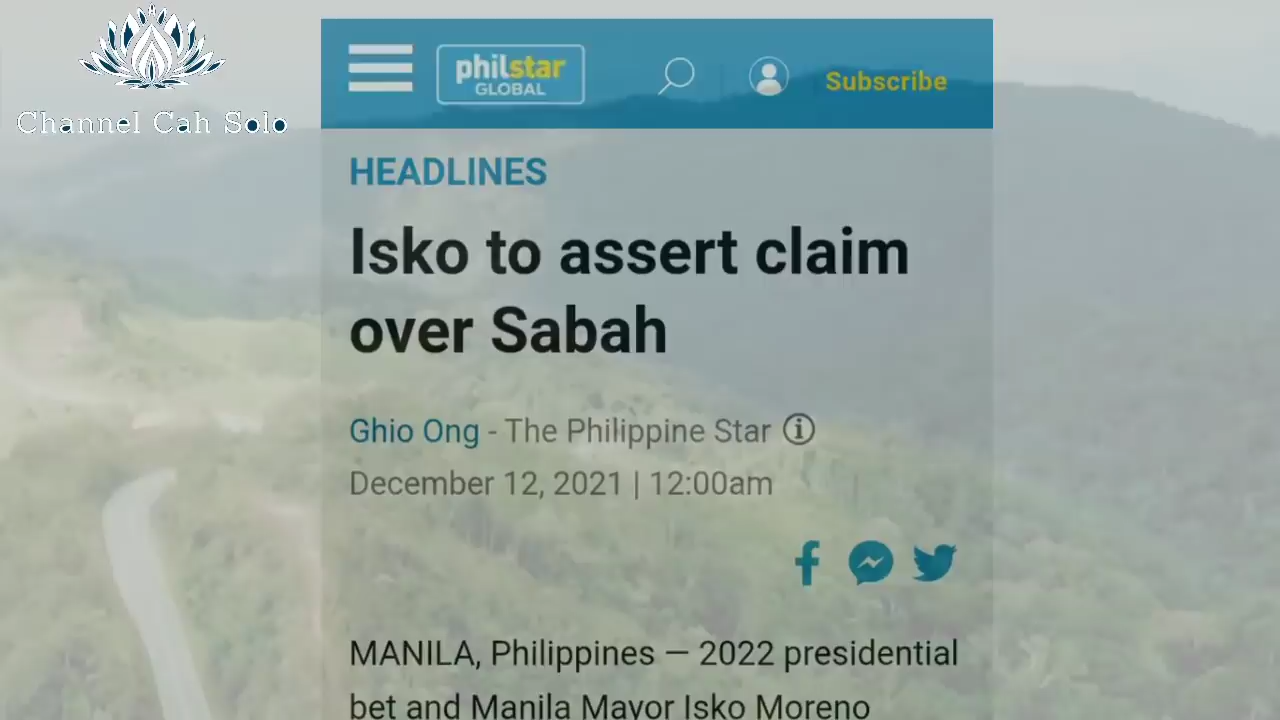 Channel Cah Solo
philstar
GLOBAL
Subscribe
HEADLINES
Isko to assert claim
over Sabah
Ghio Ong - The Philippine Star
December 12, 2021 | 12:00am
MANILA, Philippines — 2022 presidential
bet and Manila Mayor Isko Moreno